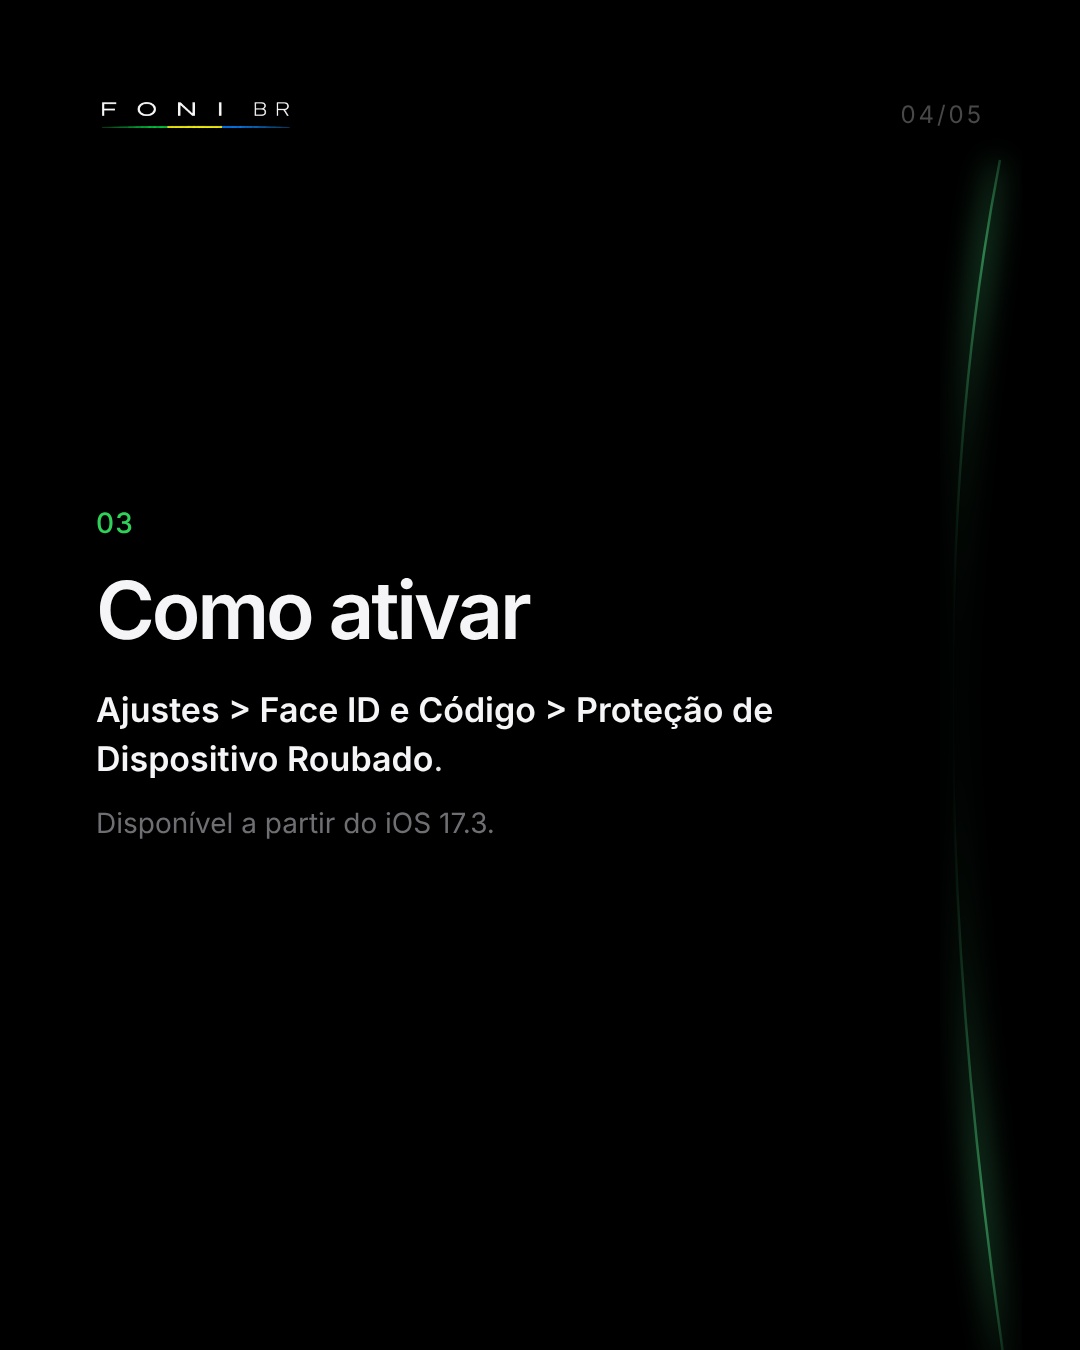 FONI BR
04/05
03
Como ativar
Ajustes > Face ID e Código > Proteção de
Dispositivo Roubado.
Disponível a partir do iOS 17.3.